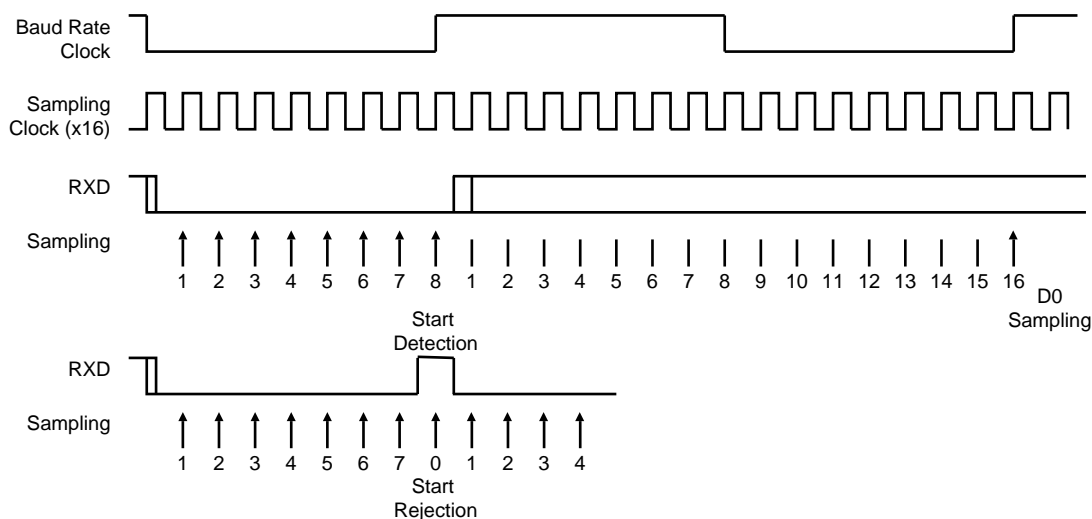 Baud Rate
Clock
Sampling
Clock (x16)
RXD
Sampling
1 2 3 4 5 6 7 8 1 2 3 4 5 6 7 8 9 10 11 12 13 14 15 16
D0
Sampling
Start
Detection
RXD
Sampling
1 2 3 4 5 6 7 0 1 2 3 4
Start
Rejection